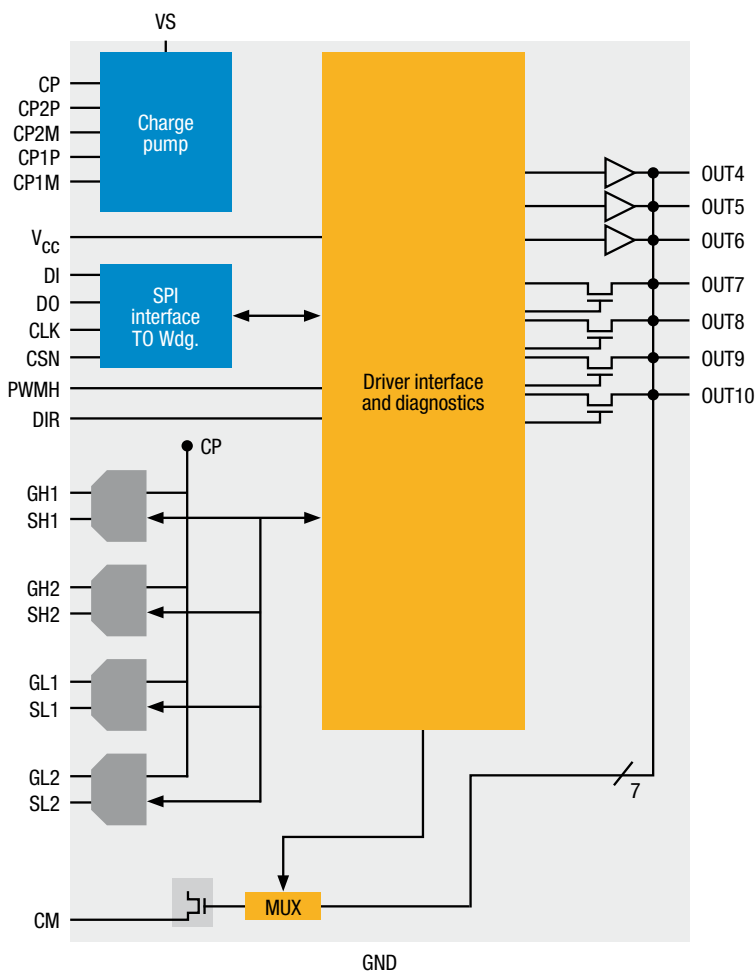 VS
CP
CP2P
CP2M
CP1P
CP1M
Charge
pump
VCC
DI
DO
CLK
CSN
SPI
interface
TO Wdg.
PWMH
DIR
Driver interface
and diagnostics
OUT4
OUT5
OUT6
OUT7
OUT8
OUT9
OUT10
CP
GH1
SH1
GH2
SH2
GL1
SL1
GL2
SL2
7
MUX
CM
GND